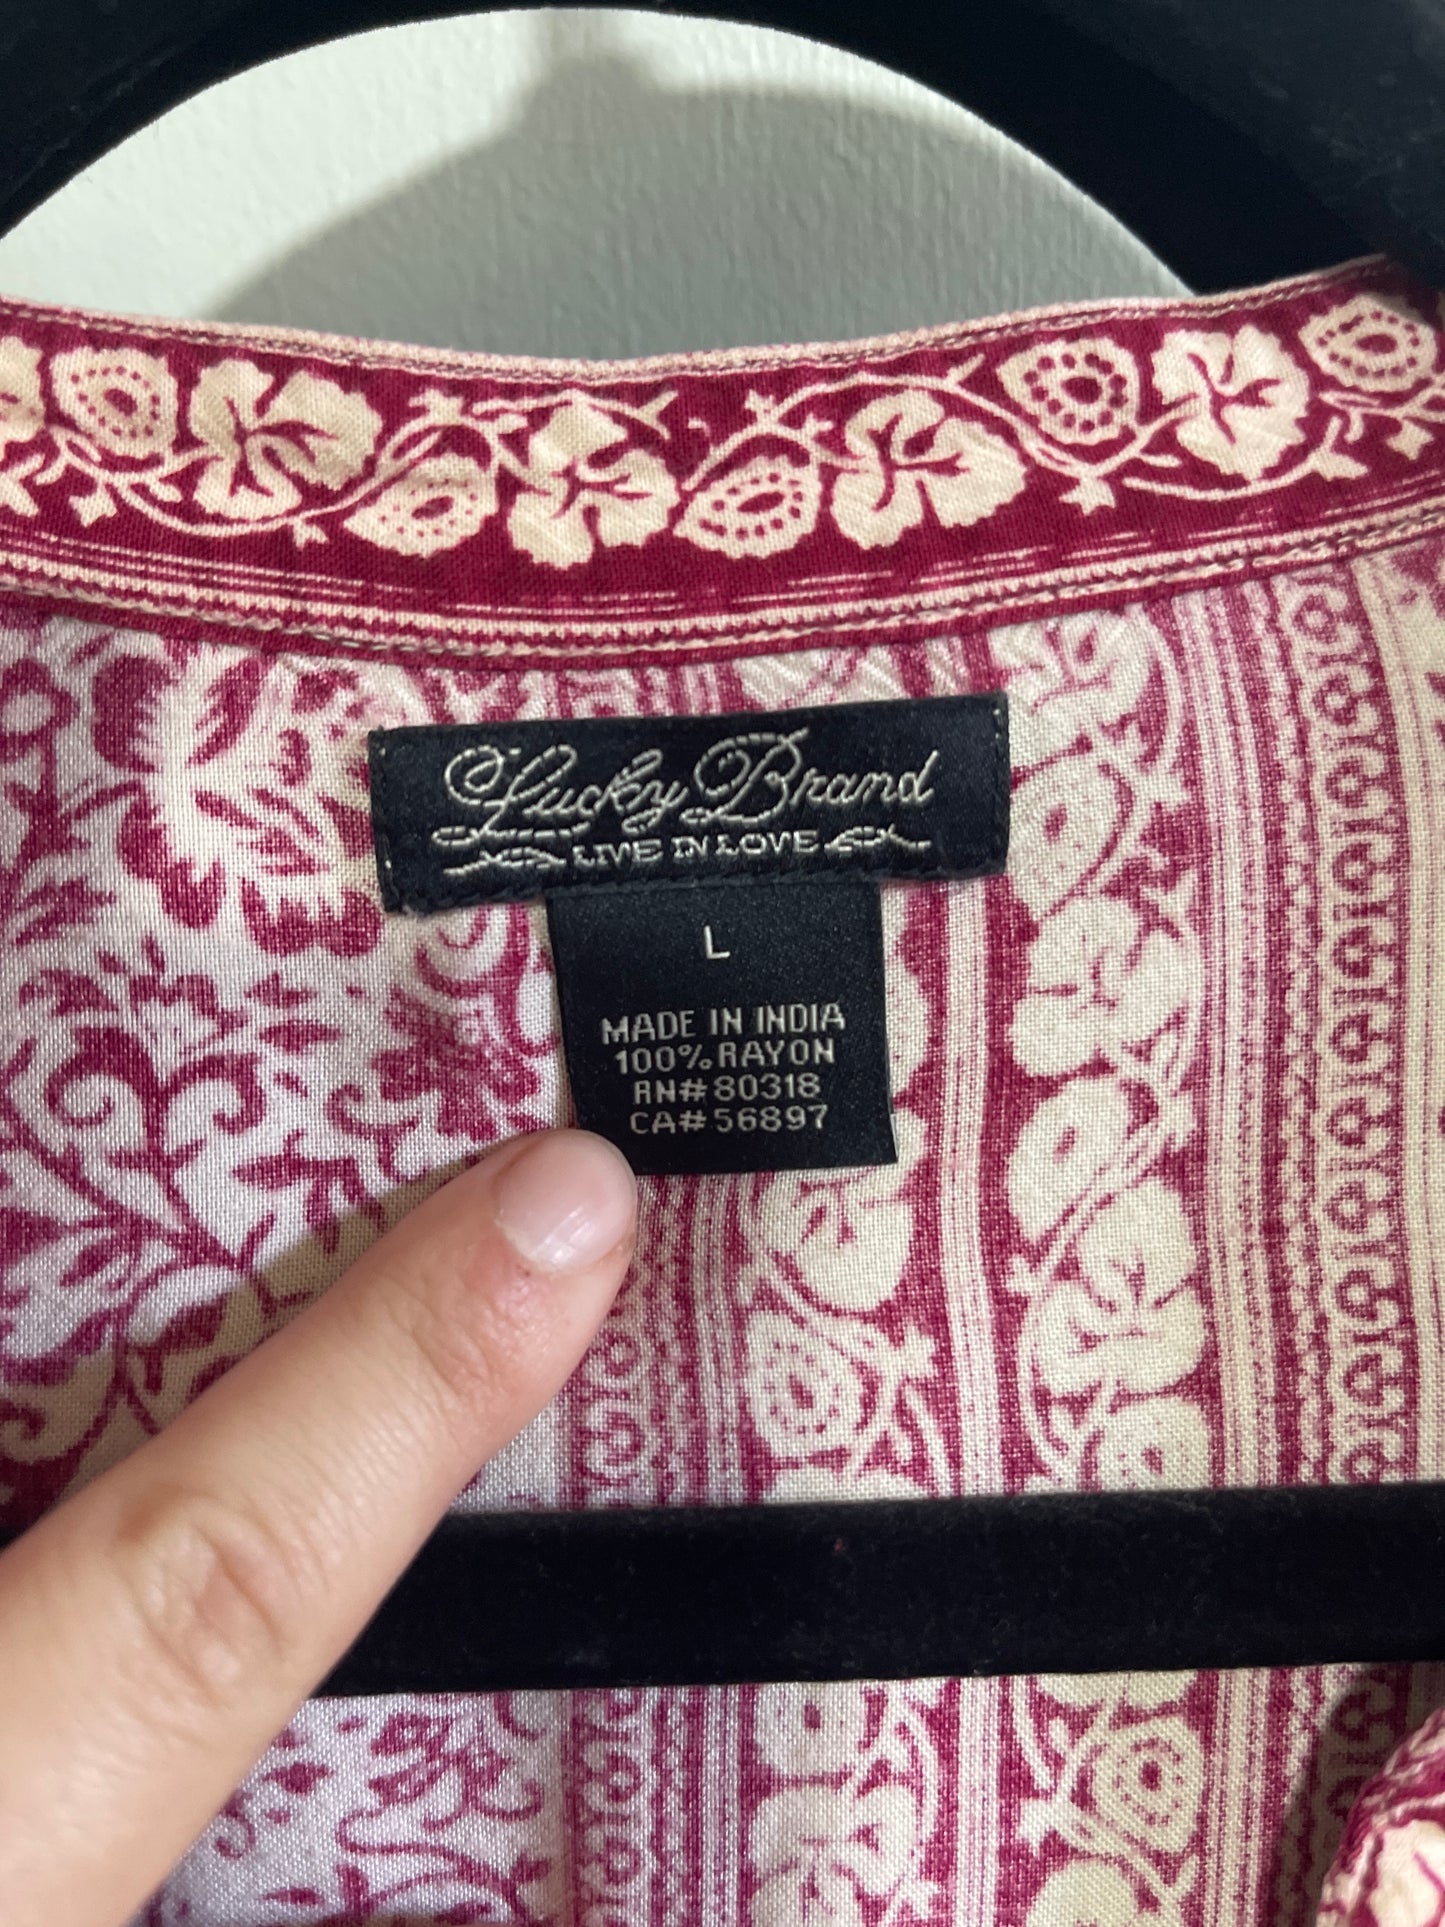 Lucky Brand
LIVE IN LOVE
L
MADE IN INDIA
100% RAYON
RN# 80318
CA# 56897